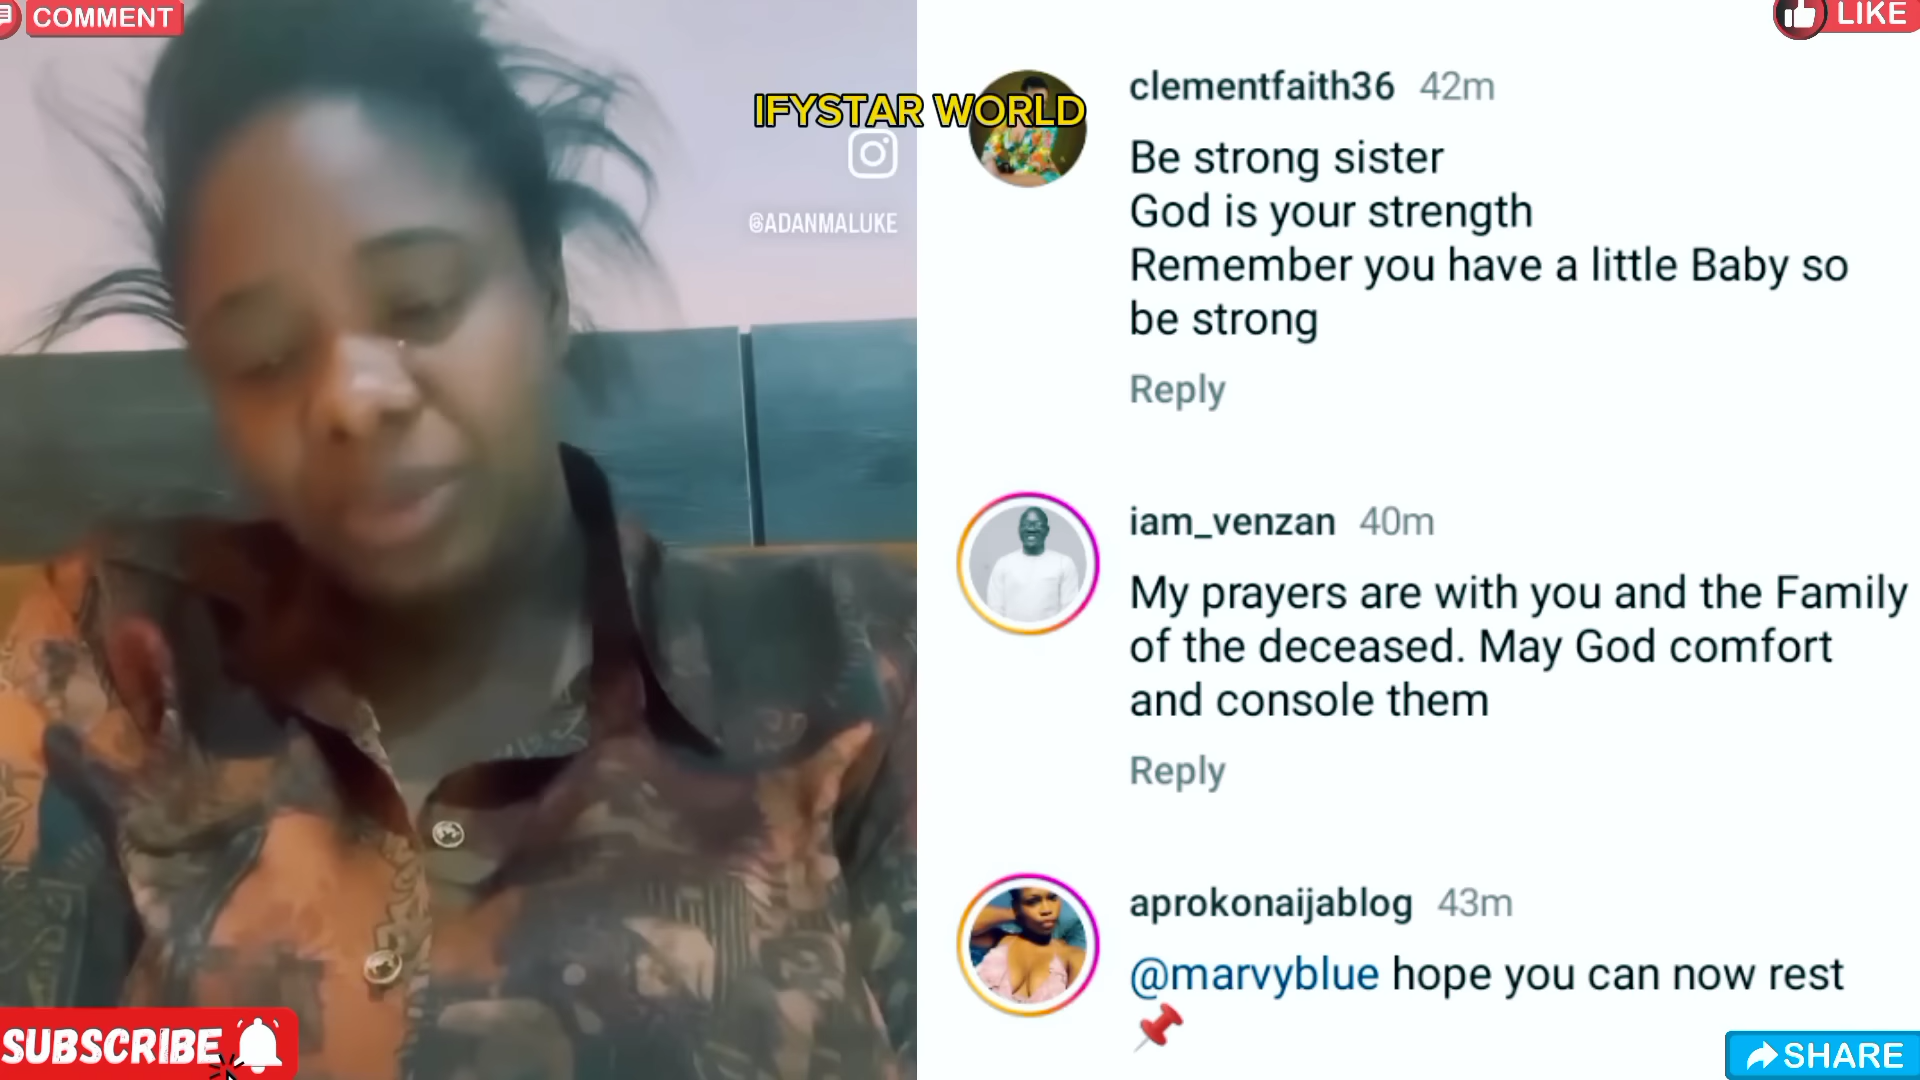 COMMENT
LIKE
IFYSTAR WORLD
@ADANMALUKE
clementfaith36 42m
Be strong sister
God is your strength
Remember you have a little Baby so
be strong
Reply
iam_venzan 40m
My prayers are with you and the Family
of the deceased. May God comfort
and console them
Reply
aprokonaijablog 43m
@marvyblue hope you can now rest
SUBSCRIBE
SHARE